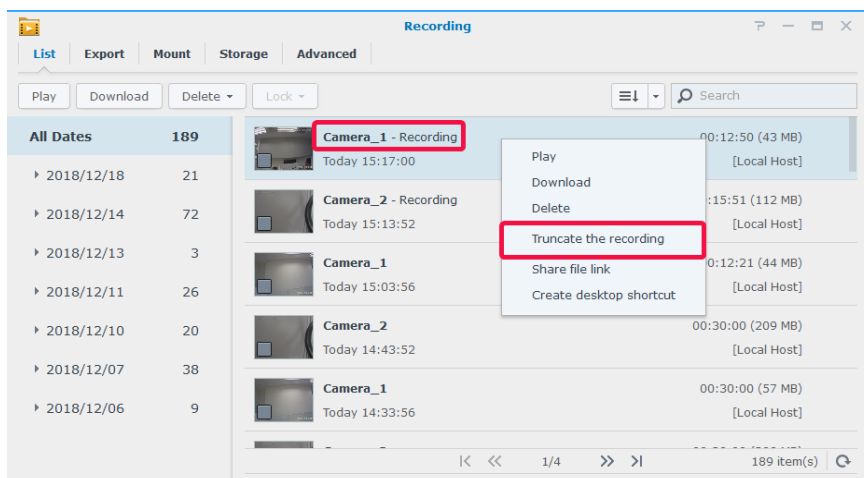 Recording
List Export Mount Storage Advanced
Play Download Delete Lock Search
All Dates 189
2018/12/18 21
2018/12/14 72
2018/12/13 3
2018/12/11 26
2018/12/10 20
2018/12/07 38
2018/12/06 9
Camera_1 - Recording 00:12:50 (43 MB)
Today 15:17:00 [Local Host]
Camera_2 - Recording :15:51 (112 MB)
Today 15:13:52 [Local Host]
Camera_1 0:12:21 (44 MB)
Today 15:03:56 [Local Host]
Camera_2 00:30:00 (209 MB)
Today 14:43:52 [Local Host]
Camera_1 00:30:00 (57 MB)
Today 14:33:56 [Local Host]
Play
Download
Delete
Truncate the recording
Share file link
Create desktop shortcut
1/4 189 item(s)